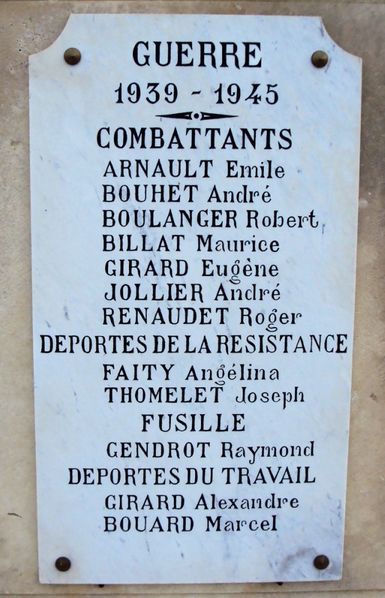 GUERRE
1939 - 1945
COMBATTANTS
ARNAULT Emile
BOUHET André
BOULANGER Robert
BILLAT Maurice
GIRARD Eugène
JOLLIER André
RENAUDET Roger
DEPORTES DE LA RESISTANCE
FAITY Angélina
THOMELET Joseph
FUSILLE
GENDROT Raymond
DEPORTES DU TRAVAIL
GIRARD Alexandre
BOUARD Marcel